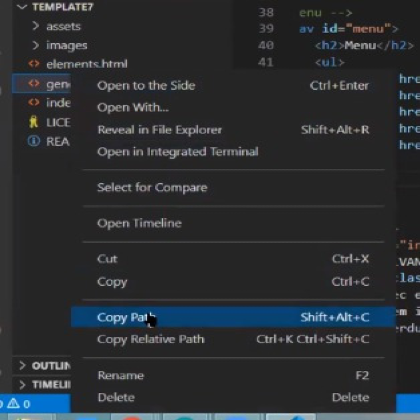 TEMPLATE7
assets
images
elements.html
gene
inde
LICE
REA
OUTLIN
TIMELI
0 0
38 enu -->
39 av id="menu">
40 <h2>Menu</h2>
41 <ul>
hre
hre
hre
hre
hre
Open to the Side Ctrl+Enter
Open With...
Reveal in File Explorer Shift+Alt+R
Open in Integrated Terminal
Select for Compare
Open Timeline
Cut Ctrl+X
Copy Ctrl+C
Copy Path Shift+Alt+C
Copy Relative Path Ctrl+K Ctrl+Shift+C
Rename F2
Delete Delete
="in
IVAN
clas
ec e
em i
erdu